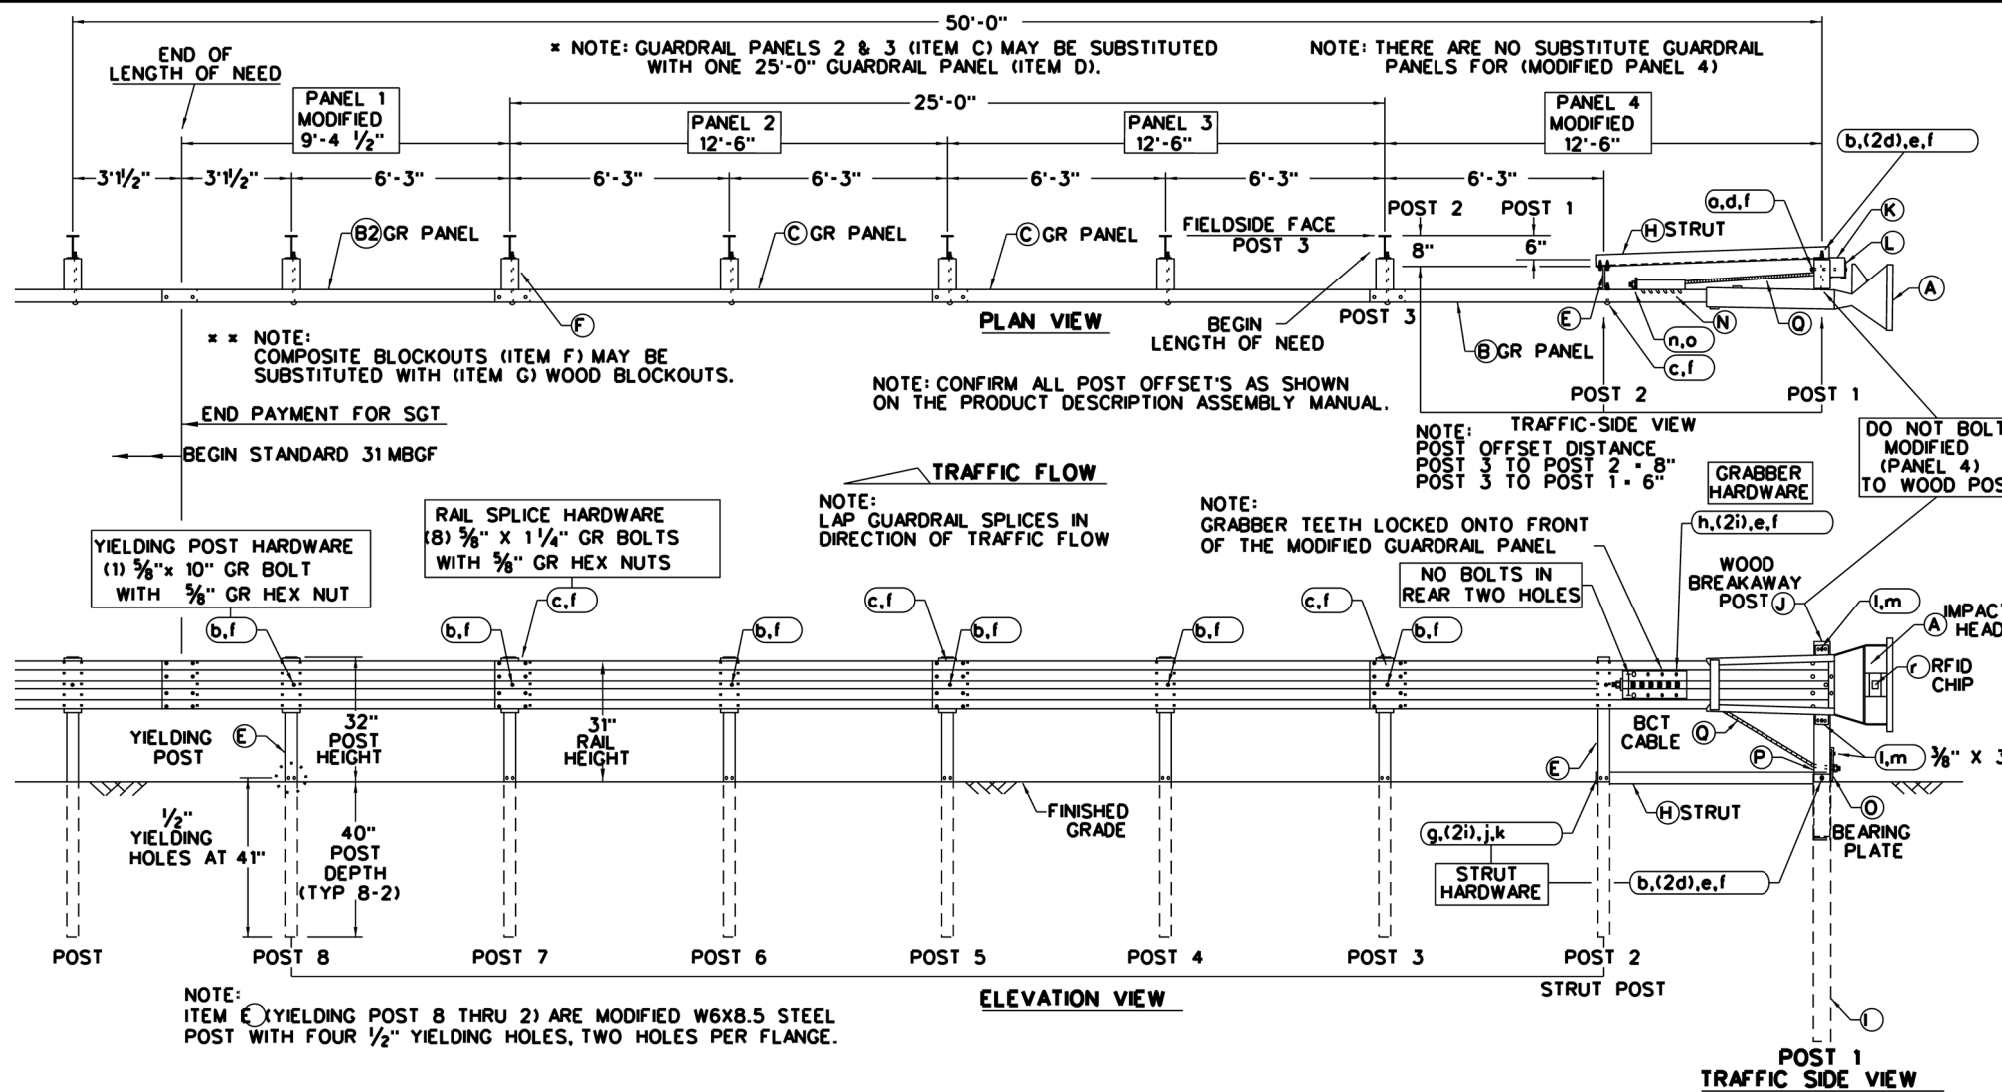 50'-0"
END OF
LENGTH OF NEED
* NOTE: GUARDRAIL PANELS 2 & 3 (ITEM C) MAY BE SUBSTITUTED
WITH ONE 25'-0" GUARDRAIL PANEL (ITEM D).
NOTE: THERE ARE NO SUBSTITUTE GUARDRAIL
PANELS FOR (MODIFIED PANEL 4)
25'-0"
PANEL 1
MODIFIED
9'-4 1/2"
PANEL 2
12'-6"
PANEL 3
12'-6"
PANEL 4
MODIFIED
12'-6"
b,(2d),e,f
3'1 1/2"
3'1 1/2"
6'-3"
6'-3"
6'-3"
6'-3"
6'-3"
6'-3"
POST 2
POST 1
a,d,f
K
B2 GR PANEL
C GR PANEL
C GR PANEL
FIELDSIDE FACE
POST 3
8"
6"
H STRUT
L
A
F
PLAN VIEW
BEGIN
LENGTH OF NEED
POST 3
E
N
Q
n,o
c,f
B GR PANEL
* * NOTE:
COMPOSITE BLOCKOUTS (ITEM F) MAY BE
SUBSTITUTED WITH (ITEM G) WOOD BLOCKOUTS.
NOTE: CONFIRM ALL POST OFFSET'S AS SHOWN
ON THE PRODUCT DESCRIPTION ASSEMBLY MANUAL.
POST 2
POST 1
TRAFFIC-SIDE VIEW
END PAYMENT FOR SGT
BEGIN STANDARD 31 MBGF
NOTE:
POST OFFSET DISTANCE
POST 3 TO POST 2 = 8"
POST 3 TO POST 1 = 6"
DO NOT BOLT
MODIFIED
(PANEL 4)
TO WOOD POS
TRAFFIC FLOW
NOTE:
LAP GUARDRAIL SPLICES IN
DIRECTION OF TRAFFIC FLOW
GRABBER
HARDWARE
NOTE:
GRABBER TEETH LOCKED ONTO FRONT
OF THE MODIFIED GUARDRAIL PANEL
h,(2i),e,f
YIELDING POST HARDWARE
(1) 5/8"x 10" GR BOLT
WITH 5/8" GR HEX NUT
RAIL SPLICE HARDWARE
(8) 5/8" X 1 1/4" GR BOLTS
WITH 5/8" GR HEX NUTS
NO BOLTS IN
REAR TWO HOLES
WOOD
BREAKAWAY
POST J
l,m
A IMPACT
HEAD
r RFID
CHIP
b,f
b,f
c,f
b,f
c,f
b,f
b,f
c,f
b,f
YIELDING
POST
E
32"
POST
HEIGHT
31"
RAIL
HEIGHT
BCT
CABLE
Q
E
P
l,m
3/8" X 3
1/2"
YIELDING
HOLES AT 41"
40"
POST
DEPTH
(TYP 8-2)
FINISHED
GRADE
H STRUT
O
BEARING
PLATE
g,(2i),j,k
STRUT
HARDWARE
b,(2d),e,f
POST
POST 8
POST 7
POST 6
POST 5
POST 4
POST 3
POST 2
STRUT POST
ELEVATION VIEW
NOTE:
ITEM E (YIELDING POST 8 THRU 2) ARE MODIFIED W6X8.5 STEEL
POST WITH FOUR 1/2" YIELDING HOLES, TWO HOLES PER FLANGE.
I
POST 1
TRAFFIC SIDE VIEW